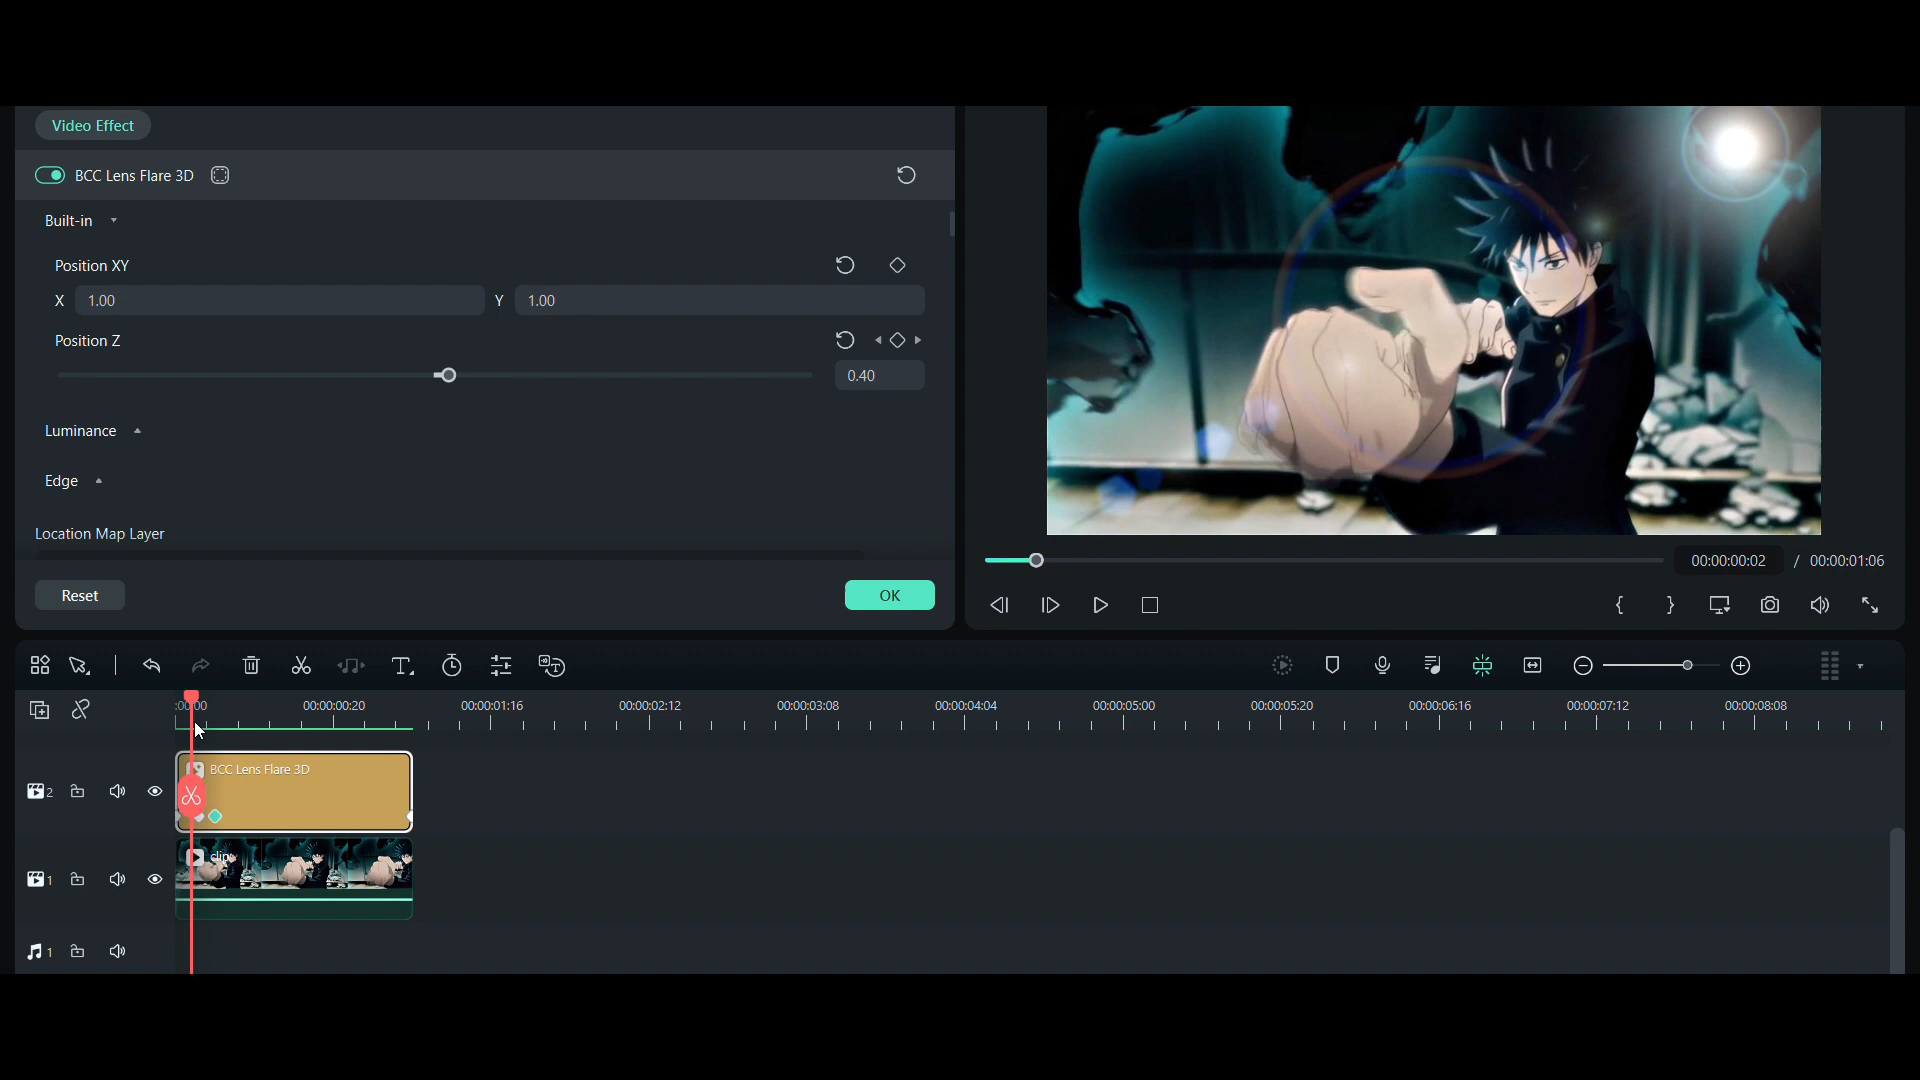 Video Effect
BCC Lens Flare 3D
Built-in
Position XY
X 1.00 Y 1.00
Position Z
0.40
Luminance
Edge
Location Map Layer
Reset OK
00:00:00:02 / 00:00:01:06
:00:00 00:00:00:20 00:00:01:16 00:00:02:12 00:00:03:08 00:00:04:04 00:00:05:00 00:00:05:20 00:00:06:16 00:00:07:12 00:00:08:08
BCC Lens Flare 3D
2
clip
1
1